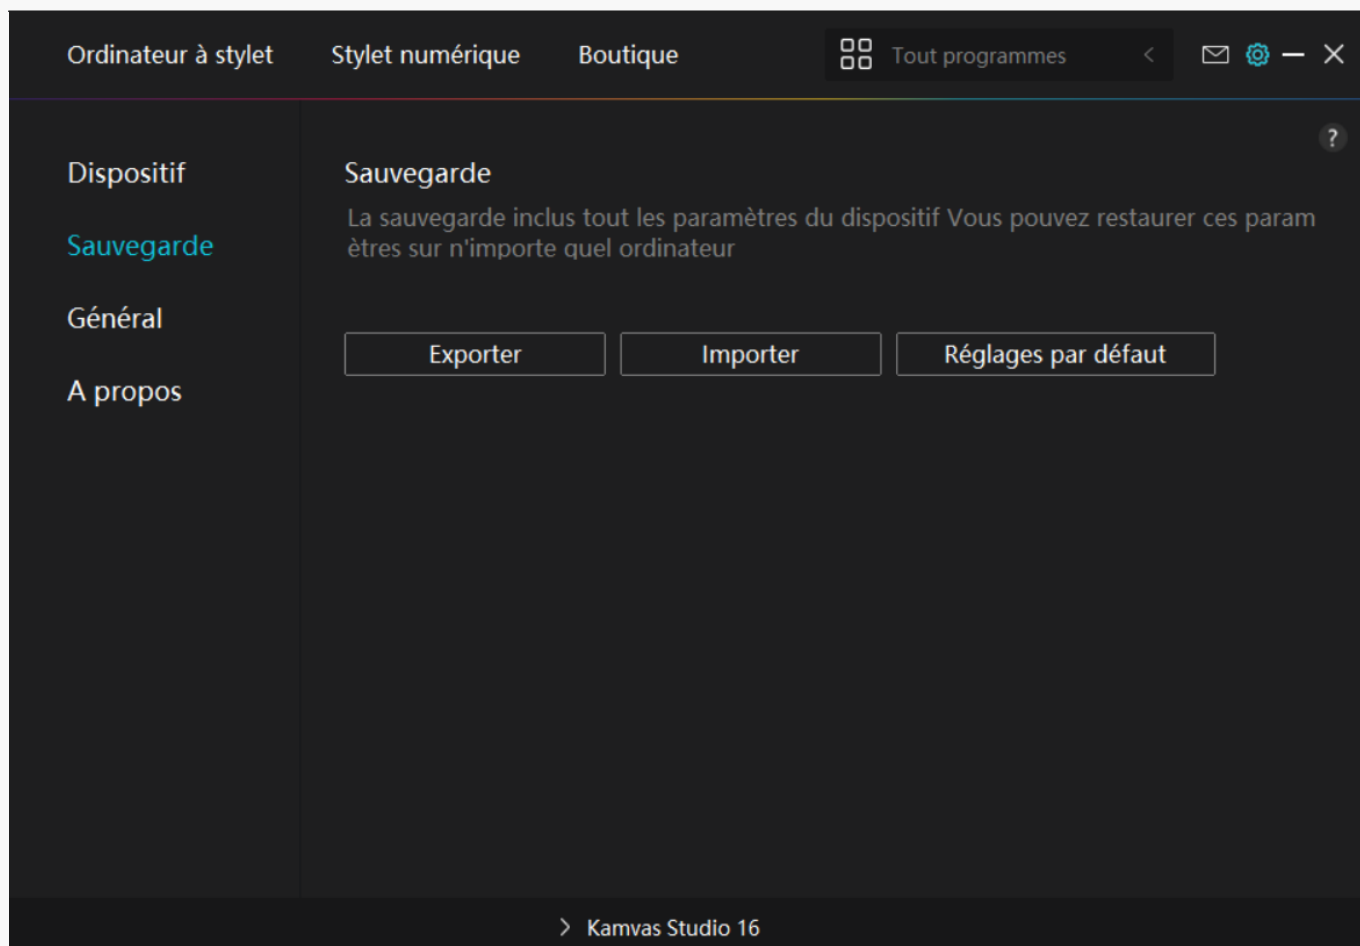 Ordinateur à stylet Stylet numérique Boutique Tout programmes
?
Dispositif
Sauvegarde
Général
A propos
Sauvegarde
La sauvegarde inclus tout les paramètres du dispositif Vous pouvez restaurer ces param
ètres sur n'importe quel ordinateur
Exporter Importer Réglages par défaut
Kamvas Studio 16